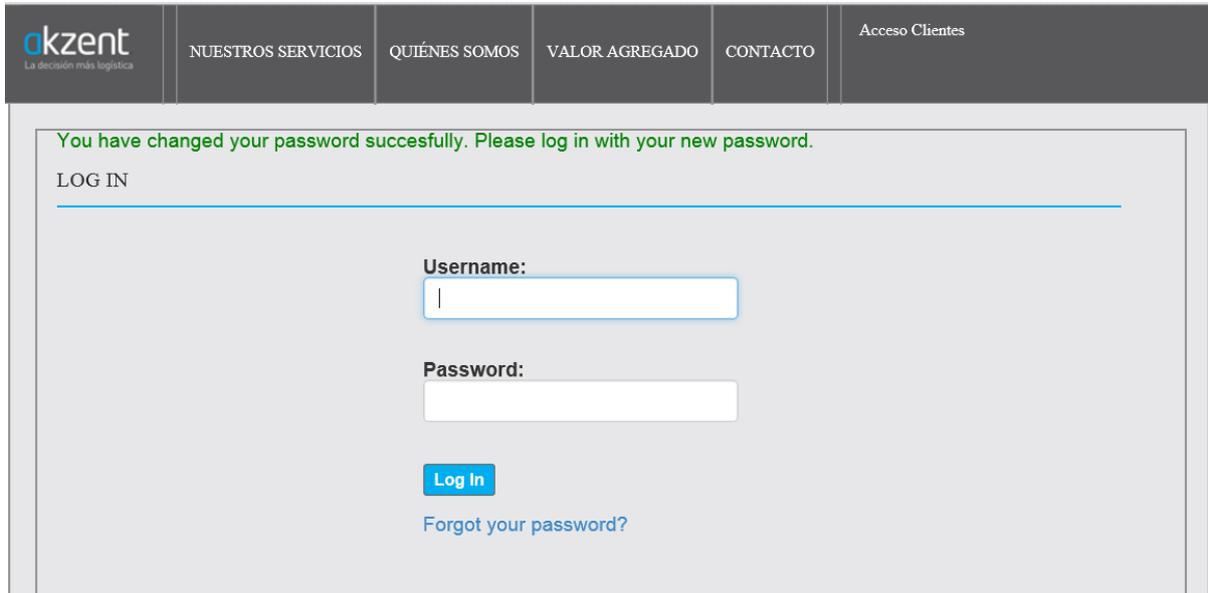 akzent
La decisión más logística
NUESTROS SERVICIOS
QUIÉNES SOMOS
VALOR AGREGADO
CONTACTO
Acceso Clientes
You have changed your password succesfully. Please log in with your new password.
LOG IN
Username:
Password:
Log In
Forgot your password?